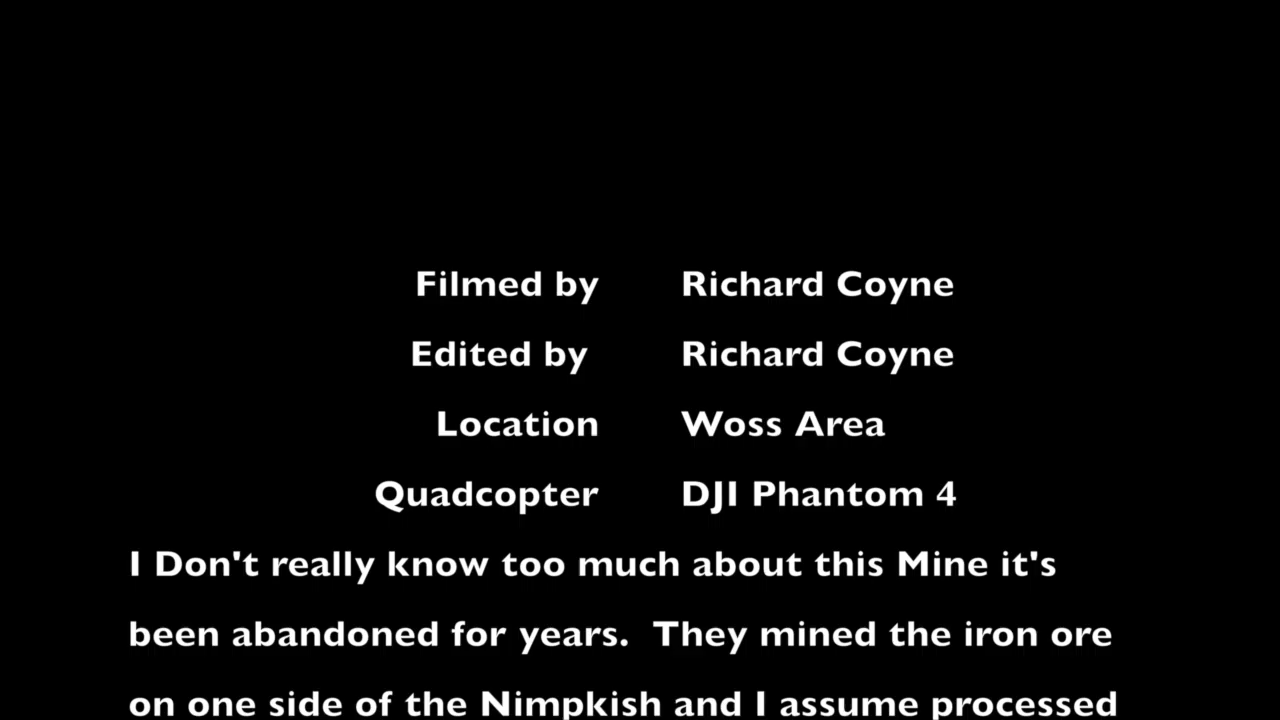 Filmed by Richard Coyne
Edited by Richard Coyne
Location Woss Area
Quadcopter DJI Phantom 4
I Don't really know too much about this Mine it's
been abandoned for years. They mined the iron ore
on one side of the Nimpkish and I assume processed